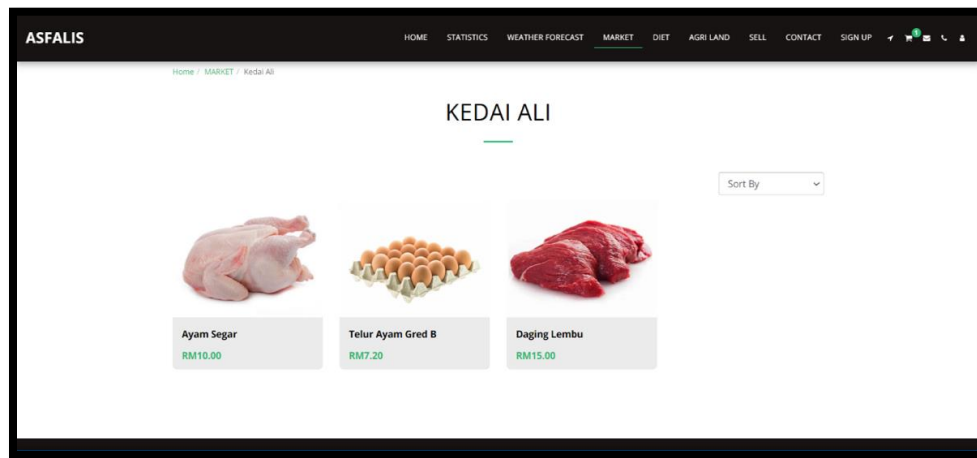 ASFALIS
HOME STATISTICS WEATHER FORECAST MARKET DIET AGRI LAND SELL CONTACT SIGN UP 1
Home / MARKET / Kedai Ali
KEDAI ALI
Sort By
Ayam Segar
RM10.00
Telur Ayam Gred B
RM7.20
Daging Lembu
RM15.00